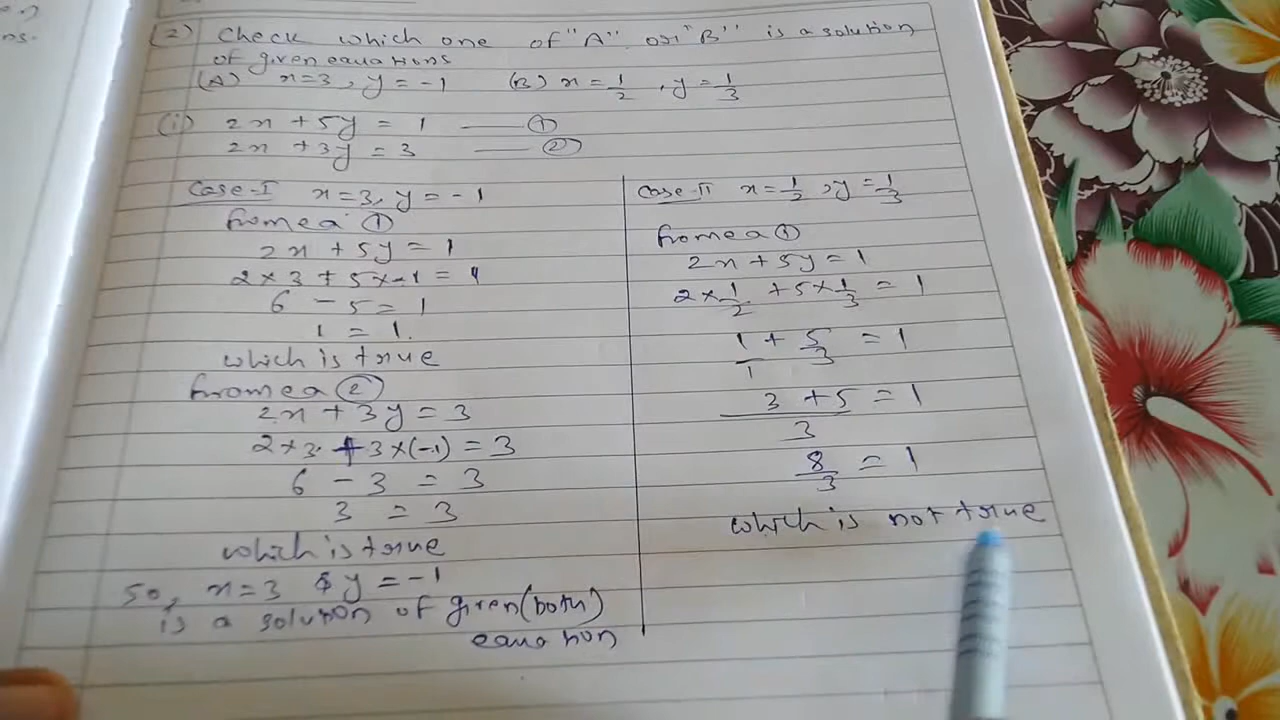 (2) Check which one of "A" or "B" is a solution
of given equations
(A) x=3, y = -1 (B) x = 1/2, y = 1/3
(i) 2x + 5y = 1 —— ①
2x + 3y = 3 —— ②
Case-I x=3, y = -1
from eq ①
2x + 5y = 1
2×3 + 5×-1 = 1
6 - 5 = 1
1 = 1.
which is true
from eq ②
2x + 3y = 3
2×3 + 3×(-1) = 3
6 - 3 = 3
3 = 3
which is true
So, x=3 & y = -1
is a solution of given (both)
equation
Case-II x = 1/2, y = 1/3
from eq ①
2x + 5y = 1
2×1/2 + 5×1/3 = 1
1/1 + 5/3 = 1
3 + 5 = 1
3
8/3 = 1
which is not true